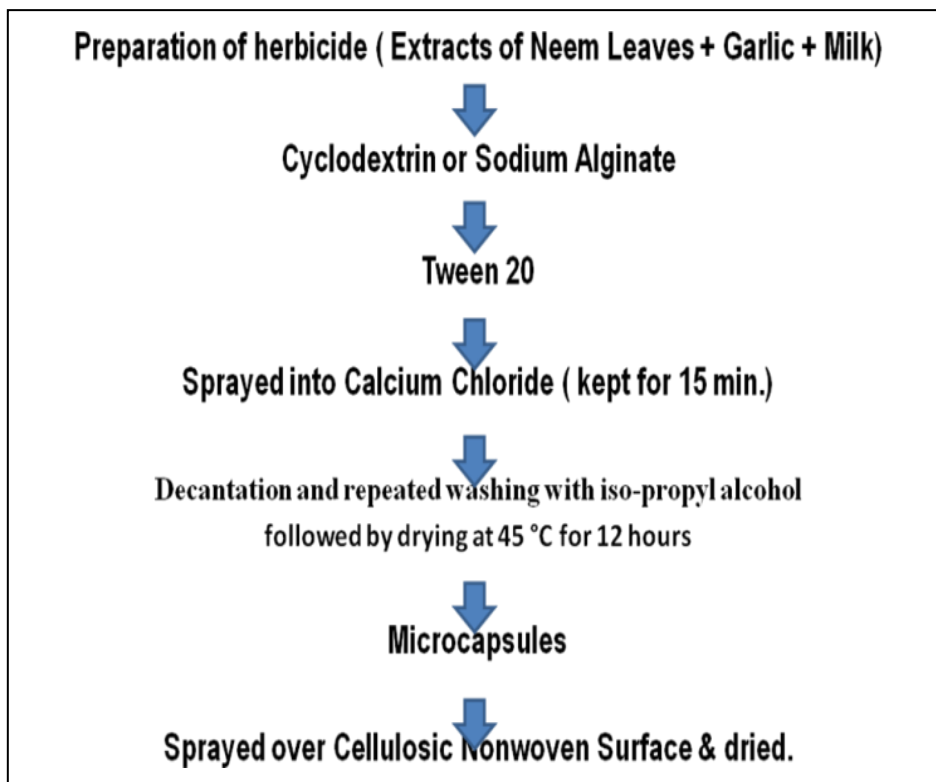 Preparation of herbicide ( Extracts of Neem Leaves + Garlic + Milk)
Cyclodextrin or Sodium Alginate
Tween 20
Sprayed into Calcium Chloride ( kept for 15 min.)
Decantation and repeated washing with iso-propyl alcohol
followed by drying at 45 °C for 12 hours
Microcapsules
Sprayed over Cellulosic Nonwoven Surface & dried.